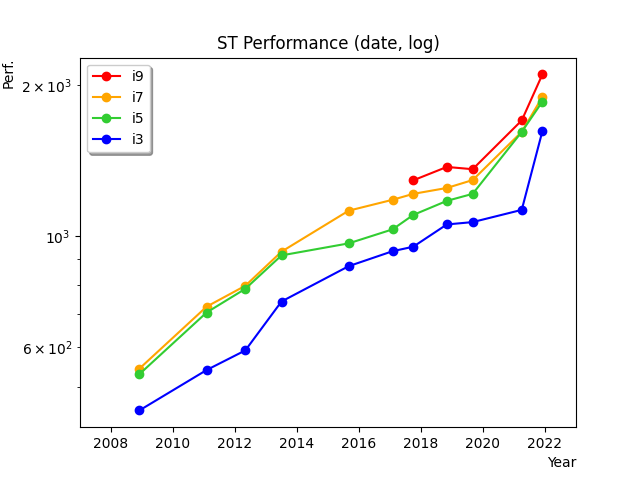 ST Performance (date, log)
Perf.
i9
i7
i5
i3
2 × 10³
10³
6 × 10²
2008 2010 2012 2014 2016 2018 2020 2022
Year